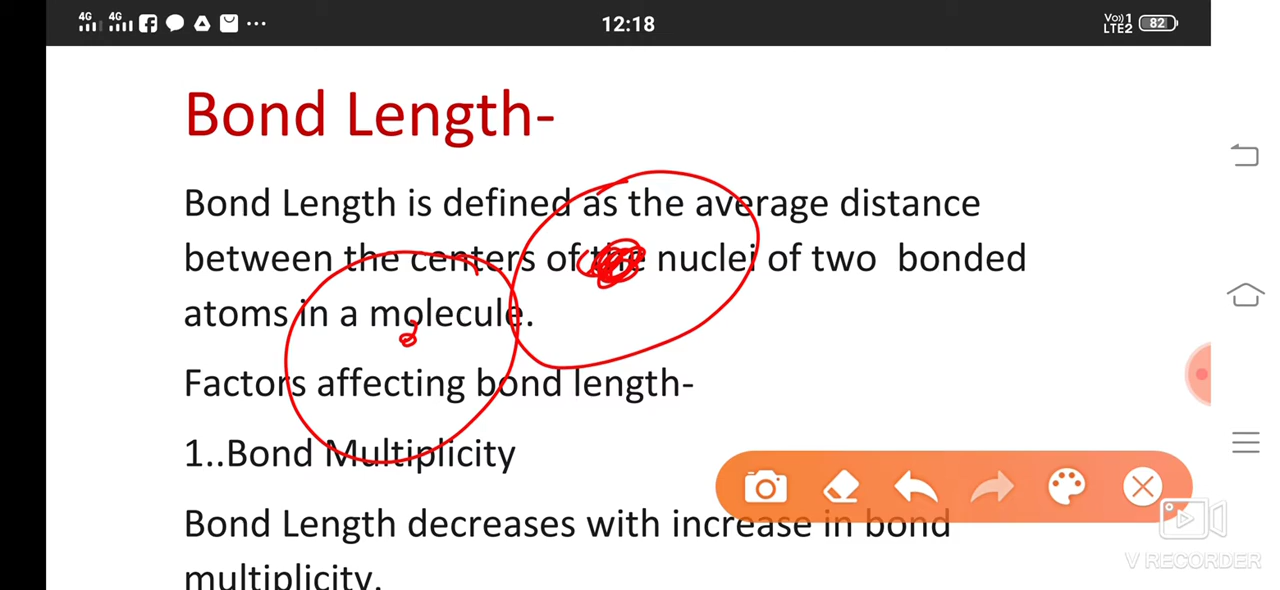 4G 4G ... 12:18 Vo))1 LTE2 82
Bond Length-
Bond Length is defined as the average distance
between the centers of the nuclei of two bonded
atoms in a molecule.
Factors affecting bond length-
1..Bond Multiplicity
Bond Length decreases with increase in bond
multiplicity.
V RECORDER